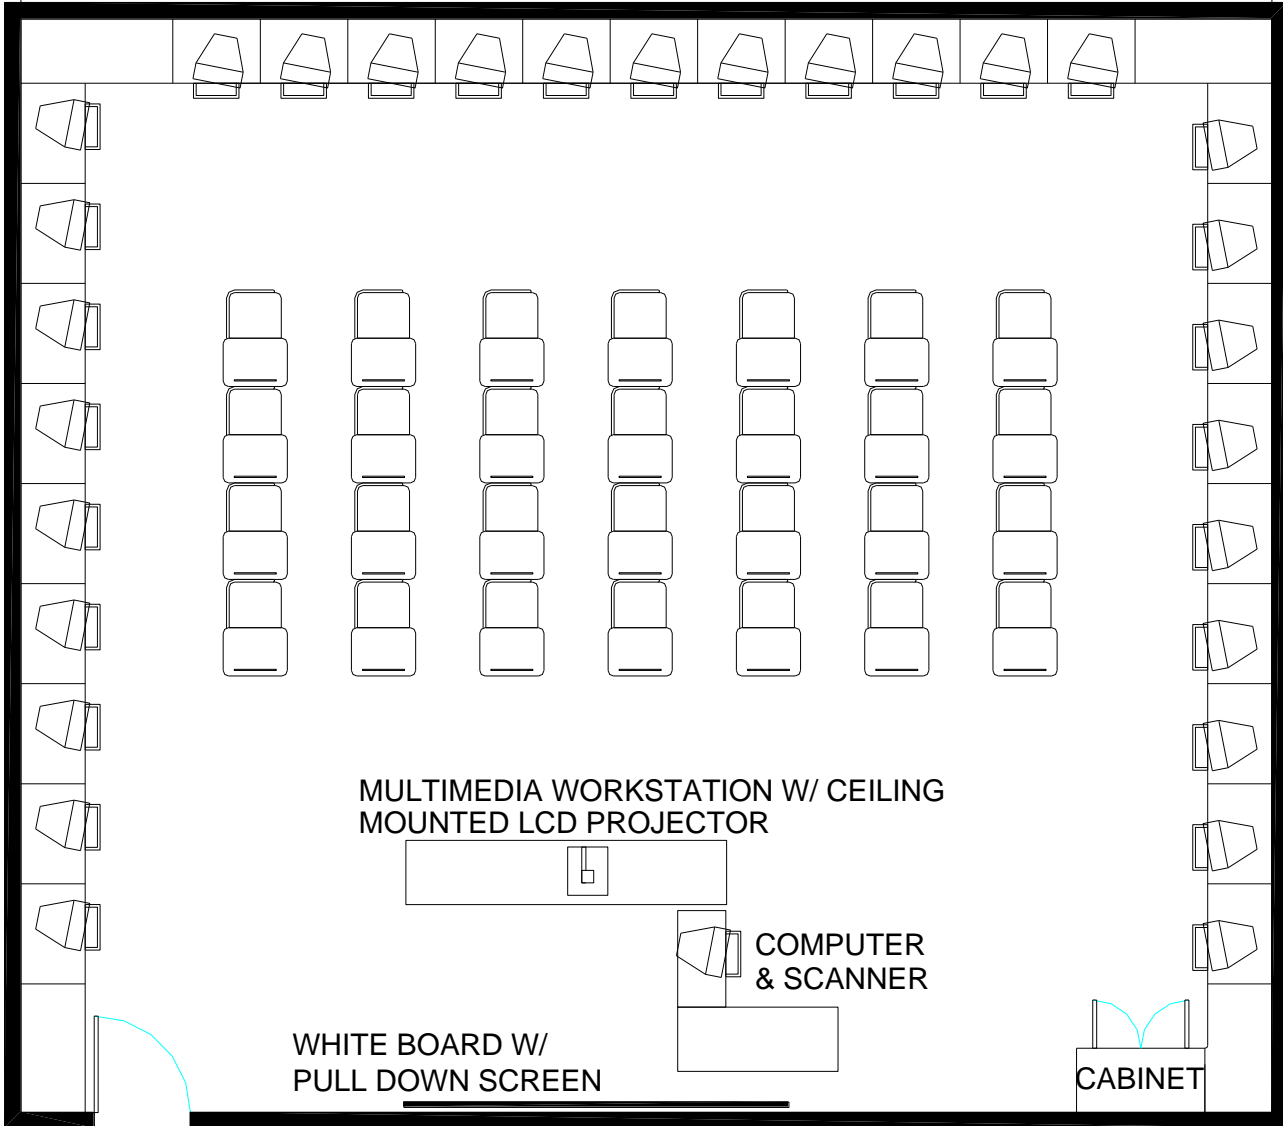 MULTIMEDIA WORKSTATION W/ CEILING
MOUNTED LCD PROJECTOR
COMPUTER
& SCANNER
WHITE BOARD W/
PULL DOWN SCREEN
CABINET